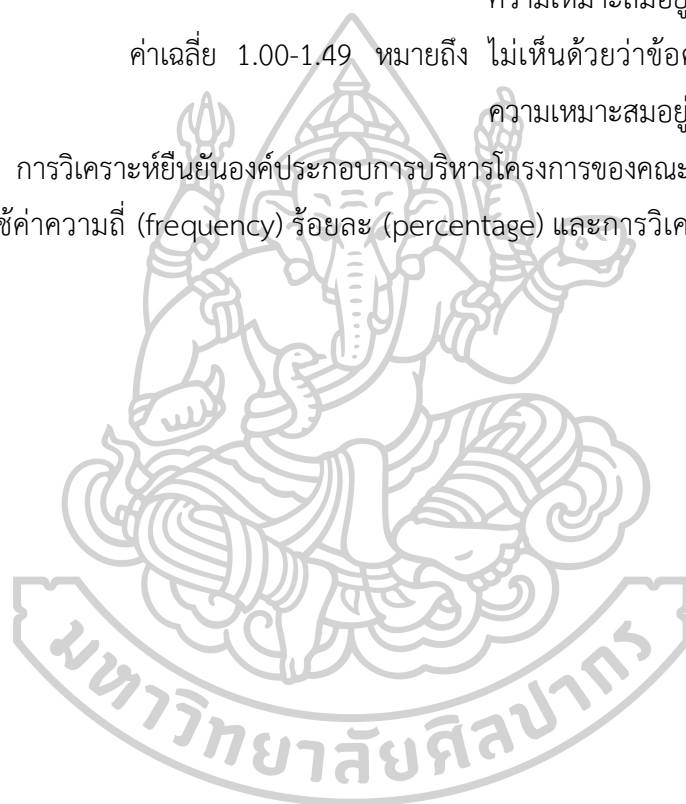 ความเหมาะสมอยู่
ค่าเฉลี่ย 1.00-1.49 หมายถึง ไม่เห็นด้วยว่าข้อ
ความเหมาะสมอยู่
การวิเคราะห์ยืนยันองค์ประกอบการบริหารโครงการของคณะ
ช้ค่าความถี่ (frequency) ร้อยละ (percentage) และการวิเค
มหาวิทยาลัยศิลปากร